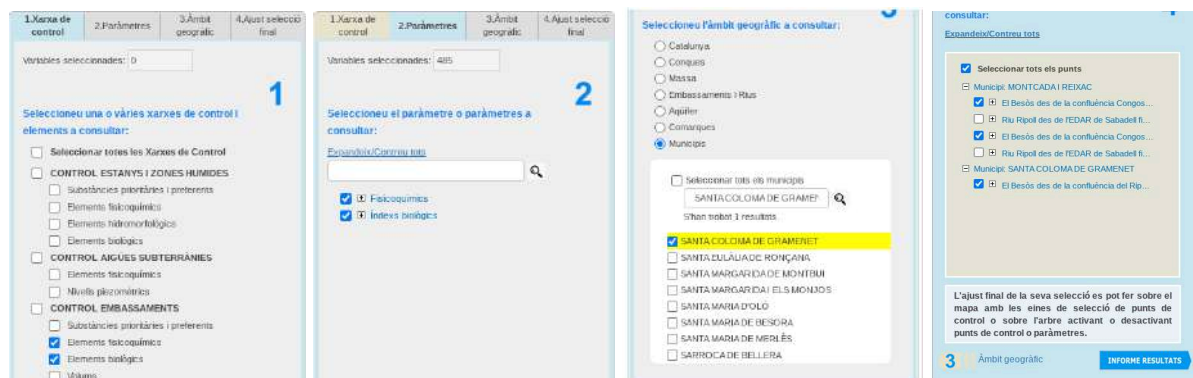 1.Xarxa de control
2.Paràmetres
3.Àmbit geogràfic
4.Ajust selecció final
Variables seleccionades: 0
1
Seleccioneu una o vàries xarxes de control i
elements a consultar:
Seleccionar totes les Xarxes de Control
CONTROL ESTANYS I ZONES HUMIDES
Substàncies prioritàries i preferents
Elements fisicoquímics
Elements hidromorfològics
Elements biològics
CONTROL AIGÜES SUBTERRÀNIES
Elements fisicoquímics
Nivells piezomètrics
CONTROL EMBASSAMENTS
Substàncies prioritàries i preferents
Elements fisicoquímics
Elements biològics
Volums
1.Xarxa de control
2.Paràmetres
3.Àmbit geogràfic
4.Ajust selecció final
Variables seleccionades: 485
2
Seleccioneu el paràmetre o paràmetres a
consultar:
Expandeix/Contreu tots
Fisicoquímics
Índexs biològics
Seleccioneu l'àmbit geogràfic a consultar:
Catalunya
Conques
Massa
Embassaments i Rius
Aqüífer
Comarques
Municipis
Seleccionar tots els municipis
SANTA COLOMA DE GRAMEN
S'han trobat 1 resultats.
SANTA COLOMA DE GRAMENET
SANTA EULÀLIA DE RONÇANA
SANTA MARGARIDA DE MONTBUI
SANTA MARGARIDA I ELS MONJOS
SANTA MARIA D'OLÓ
SANTA MARIA DE BESORA
SANTA MARIA DE MERLÈS
SARROCA DE BELLERA
consultar:
Expandeix/Contreu tots
Seleccionar tots els punts
Municipi: MONTCADA I REIXAC
El Besòs des de la confluència Congos...
Riu Ripoll des de l'EDAR de Sabadell fi...
El Besòs des de la confluència Congos...
Riu Ripoll des de l'EDAR de Sabadell fi...
Municipi: SANTA COLOMA DE GRAMENET
El Besòs des de la confluència del Rip...
L'ajust final de la seva selecció es pot fer sobre el
mapa amb les eines de selecció de punts de
control o sobre l'arbre activant o desactivant
punts de control o paràmetres.
3 Àmbit geogràfic
INFORME RESULTATS